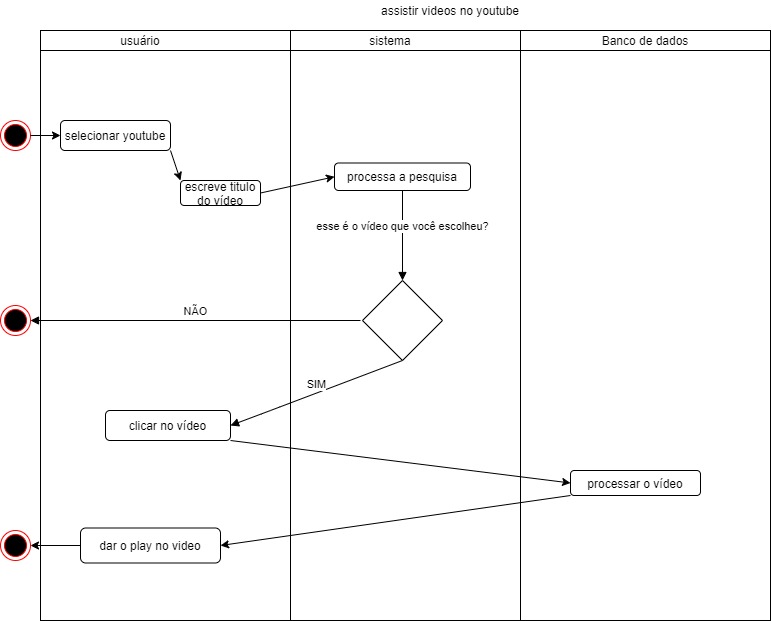 assistir videos no youtube
usuário
sistema
Banco de dados
selecionar youtube
escreve titulo
do vídeo
processa a pesquisa
esse é o vídeo que você escolheu?
NÃO
SIM
clicar no vídeo
processar o vídeo
dar o play no video